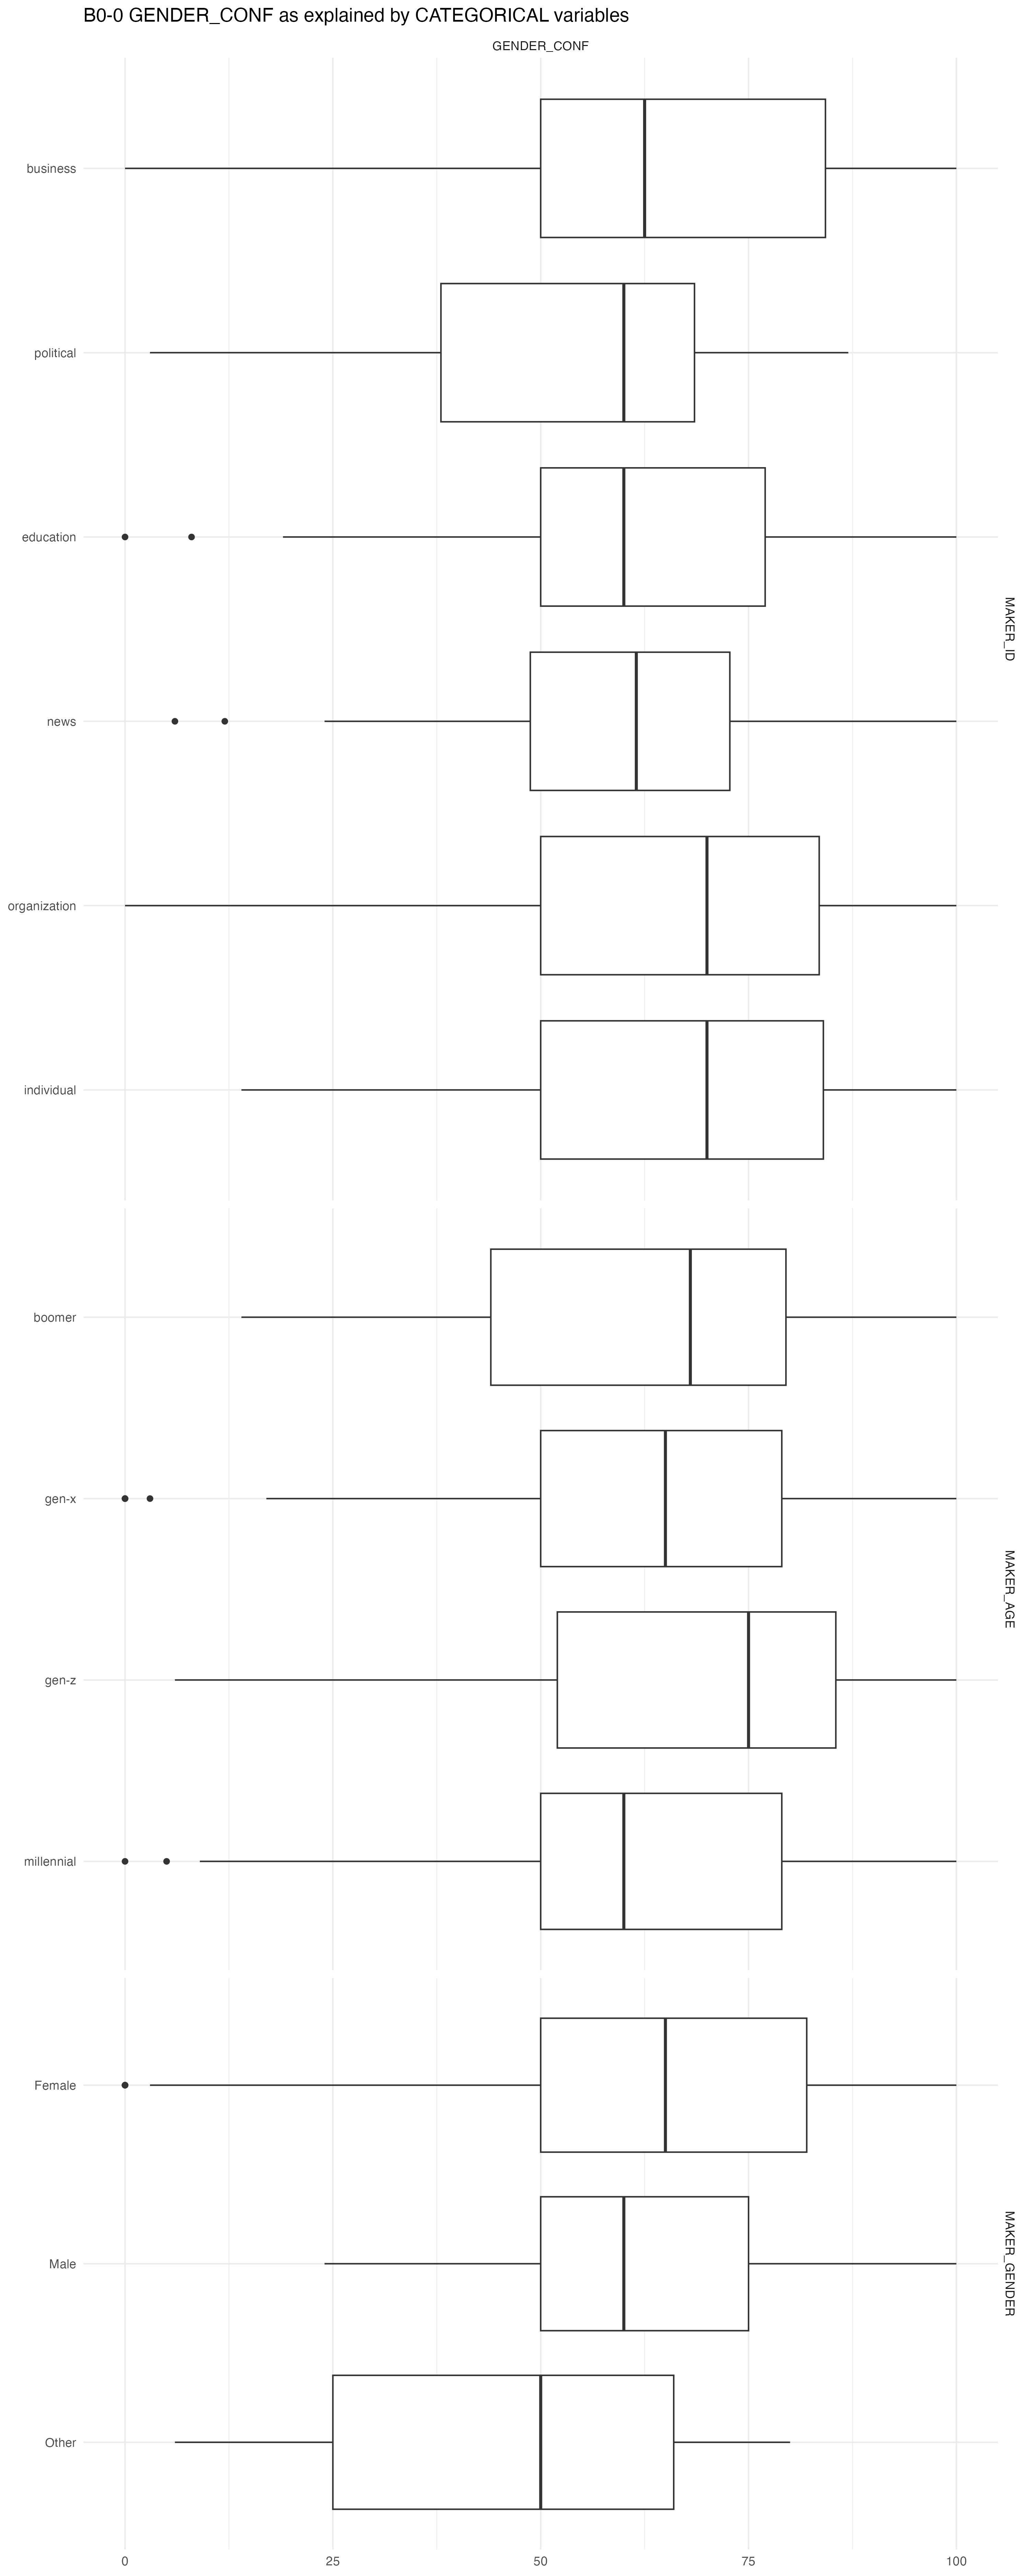 B0-0 GENDER_CONF as explained by CATEGORICAL variables
GENDER_CONF
business
political
education
news
organization
individual
MAKER_ID
boomer
gen-x
gen-z
millennial
MAKER_AGE
Female
Male
Other
MAKER_GENDER
0 25 50 75 100